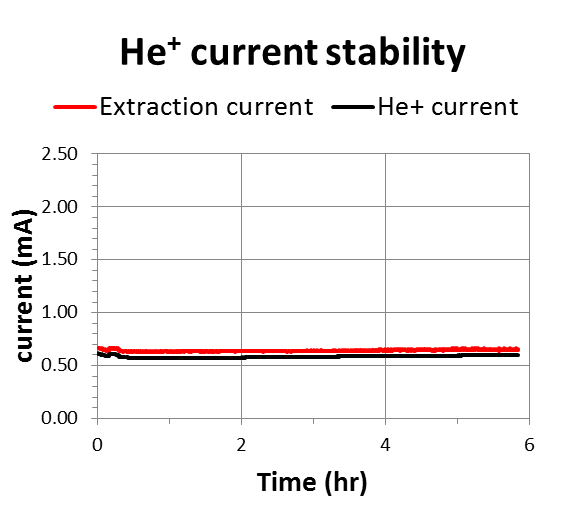 He⁺ current stability
Extraction current He+ current
2.50
2.00
1.50
1.00
0.50
0.00
current (mA)
0 2 4 6
Time (hr)